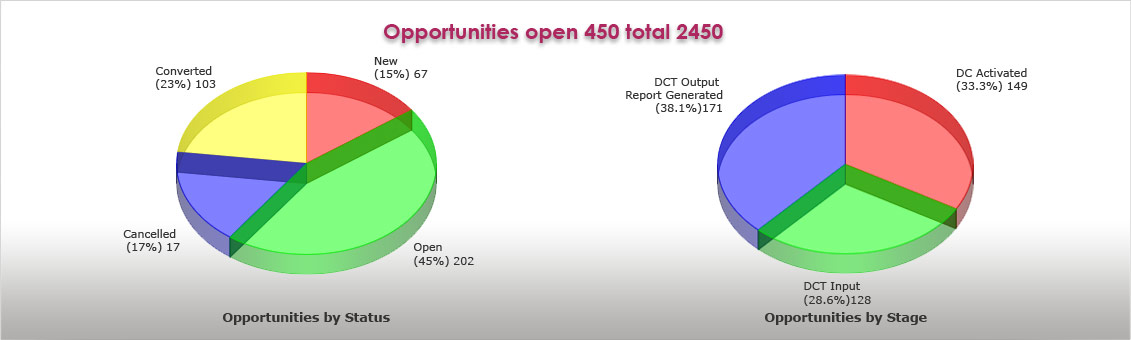 Opportunities open 450 total 2450
New
(15%) 67
Converted
(23%) 103
Cancelled
(17%) 17
Open
(45%) 202
Opportunities by Status
DCT Output
Report Generated
(38.1%)171
DC Activated
(33.3%) 149
DCT Input
(28.6%)128
Opportunities by Stage